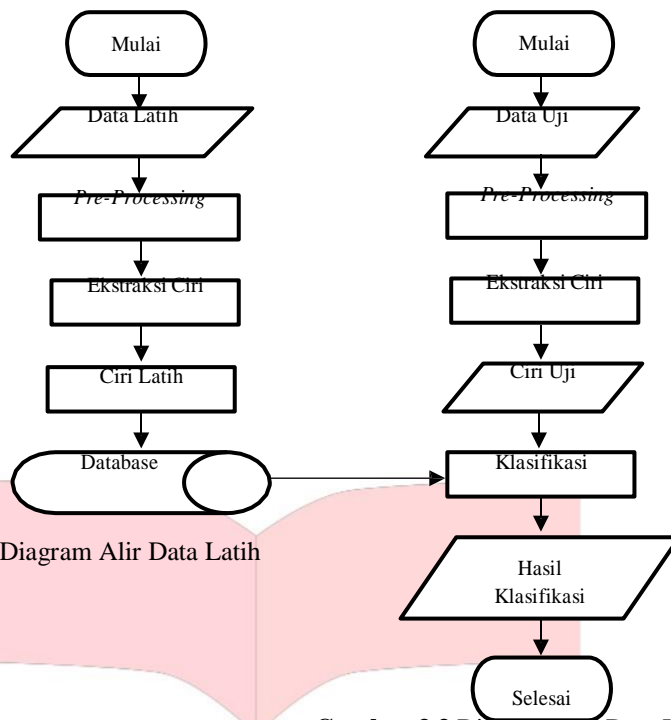 Mulai
Data Latih
Pre-Processing
Ekstraksi Ciri
Ciri Latih
Database
Diagram Alir Data Latih
Mulai
Data Uji
Pre-Processing
Ekstraksi Ciri
Ciri Uji
Klasifikasi
Hasil
Klasifikasi
Selesai